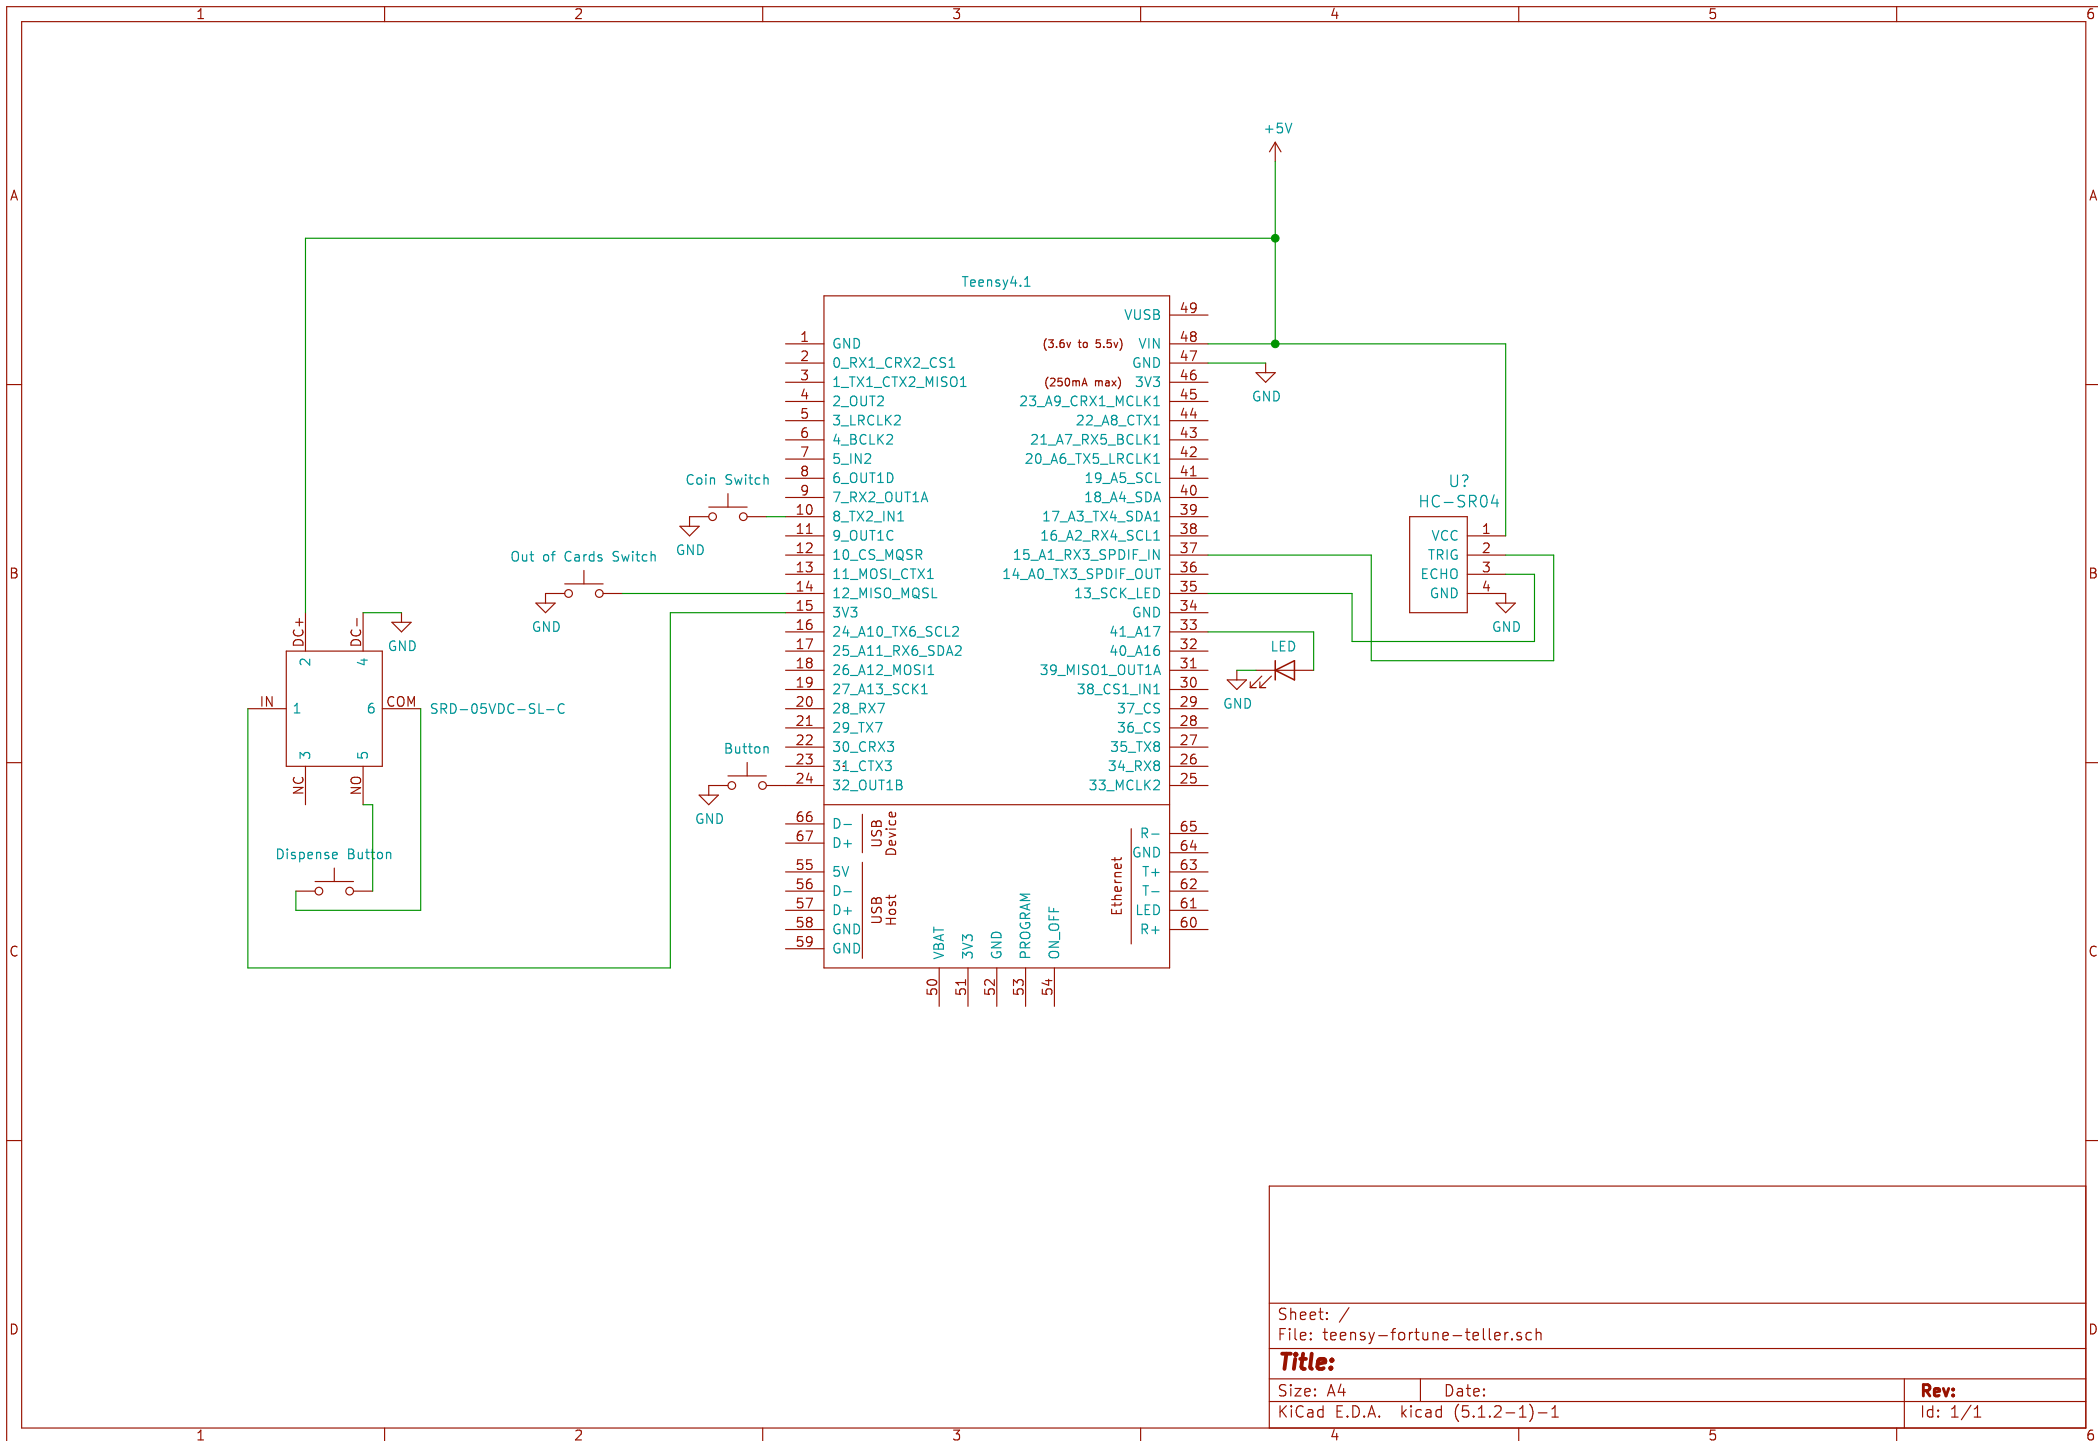 1 2 3 4 5 6
A A
B B
C C
D D
+5V
Teensy4.1
VUSB 49
1 GND
(3.6v to 5.5v) VIN 48
2 0_RX1_CRX2_CS1
GND 47
3 1_TX1_CTX2_MISO1
(250mA max) 3V3 46
4 2_OUT2
23_A9_CRX1_MCLK1 45
5 3_LRCLK2
22_A8_CTX1 44
6 4_BCLK2
21_A7_RX5_BCLK1 43
7 5_IN2
20_A6_TX5_LRCLK1 42
8 6_OUT1D
19_A5_SCL 41
9 7_RX2_OUT1A
18_A4_SDA 40
10 8_TX2_IN1
17_A3_TX4_SDA1 39
11 9_OUT1C
16_A2_RX4_SCL1 38
12 10_CS_MQSR
15_A1_RX3_SPDIF_IN 37
13 11_MOSI_CTX1
14_A0_TX3_SPDIF_OUT 36
14 12_MISO_MQSL
13_SCK_LED 35
15 3V3
GND 34
16 24_A10_TX6_SCL2
41_A17 33
17 25_A11_RX6_SDA2
40_A16 32
18 26_A12_MOSI1
39_MISO1_OUT1A 31
19 27_A13_SCK1
38_CS1_IN1 30
20 28_RX7
37_CS 29
21 29_TX7
36_CS 28
22 30_CRX3
35_TX8 27
23 31_CTX3
34_RX8 26
24 32_OUT1B
33_MCLK2 25
66 D-
67 D+
USB
Device
55 5V
56 D-
57 D+
58 GND
59 GND
USB
Host
R- 65
GND 64
T+ 63
T- 62
LED 61
R+ 60
Ethernet
VBAT 50
3V3 51
GND 52
PROGRAM 53
ON_OFF 54
GND
Coin Switch
GND
Out of Cards Switch
GND
Button
GND
DC+ 2
DC- 4
GND
IN 1
6 COM
SRD-05VDC-SL-C
3 NC
5 NO
Dispense Button
LED
GND
U?
HC-SR04
VCC 1
TRIG 2
ECHO 3
GND 4
GND
Sheet: /
File: teensy-fortune-teller.sch
Title:
Size: A4 Date: Rev:
KiCad E.D.A. kicad (5.1.2-1)-1 Id: 1/1
1 2 3 4 5 6